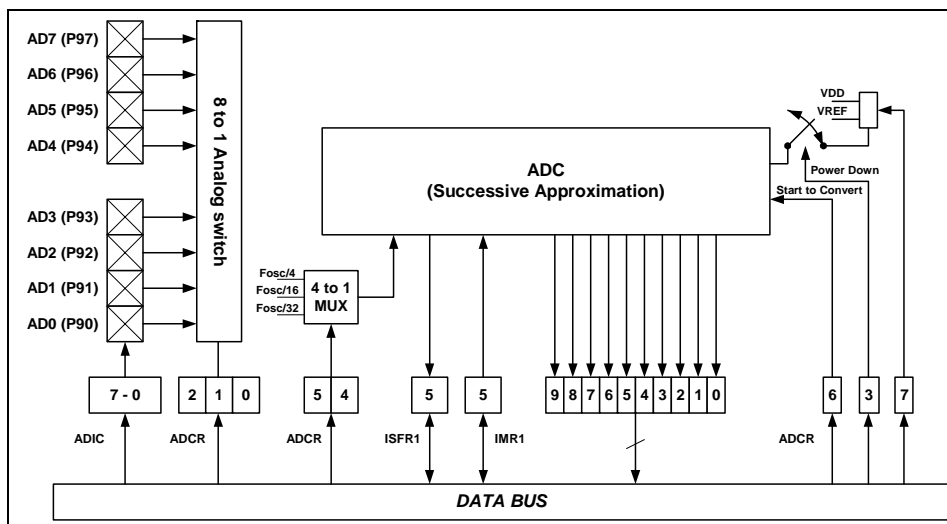 AD7 (P97)
AD6 (P96)
AD5 (P95)
AD4 (P94)
AD3 (P93)
AD2 (P92)
AD1 (P91)
AD0 (P90)
8 to 1 Analog switch
ADC
(Successive Approximation)
VDD
VREF
Power Down
Start to Convert
Fosc/4
Fosc/16
Fosc/32
4 to 1
MUX
7 - 0
2 1 0
5 4
5
5
9 8 7 6 5 4 3 2 1 0
6
3
7
ADIC
ADCR
ADCR
ISFR1
IMR1
ADCR
DATA BUS